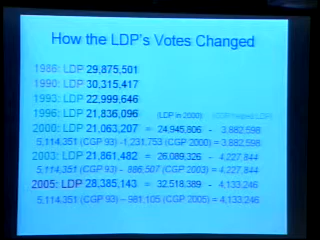 How the LDP's Votes Changed
1986: LDP 29,875,501
1990: LDP 30,315,417
1993: LDP 22,999,646
1996: LDP 21,836,096 (LDP in 2000)
2000: LDP 21,063,207 = 24,945,806 - 3,882,598
5,114,351 (CGP 93) -1,231,753 (CGP 2000) = 3,882,598
2003: LDP 21,861,482 = 26,089,326 - 4,227,844
5,114,351 (CGP 93) - 886,507 (CGP 2003) = 4,227,844
2005: LDP 28,385,143 = 32,518,389 - 4,133,246
5,114,351 (CGP 93) – 981,105 (CGP 2005) = 4,133,246